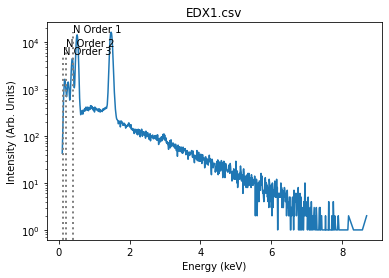 EDX1.csv
N Order 1
N Order 2
N Order 3
10⁴
10³
10²
10¹
10⁰
Intensity (Arb. Units)
0 2 4 6 8
Energy (keV)